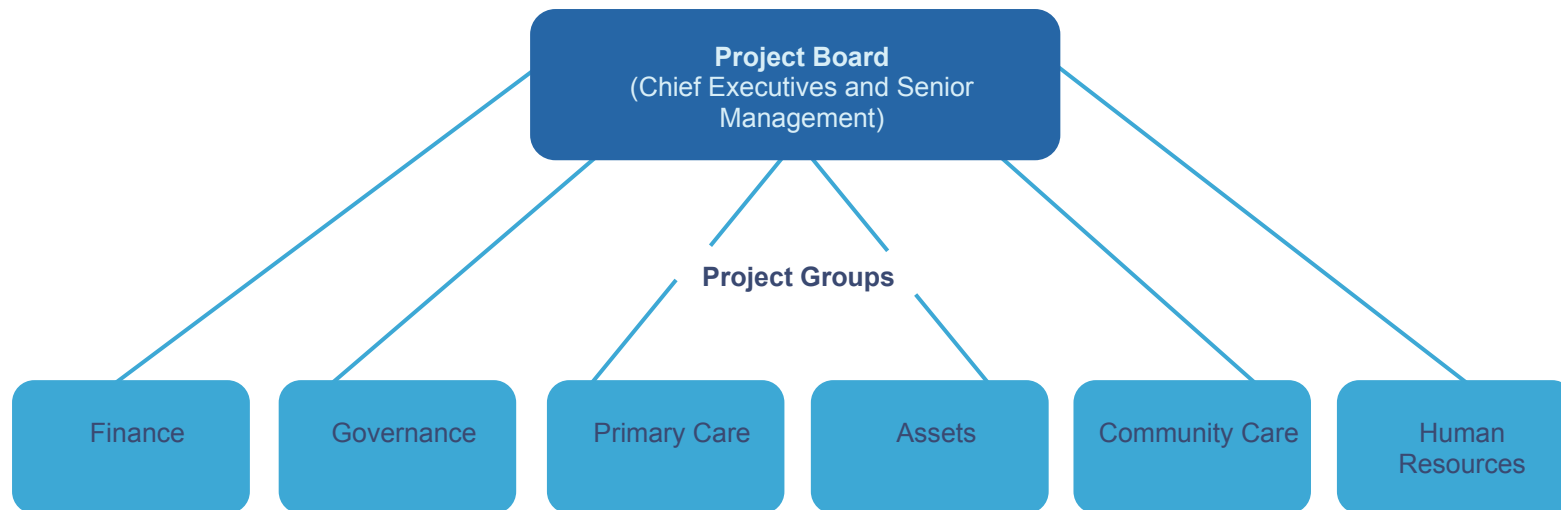 Project Board
(Chief Executives and Senior
Management)
Project Groups
Finance
Governance
Primary Care
Assets
Community Care
Human
Resources